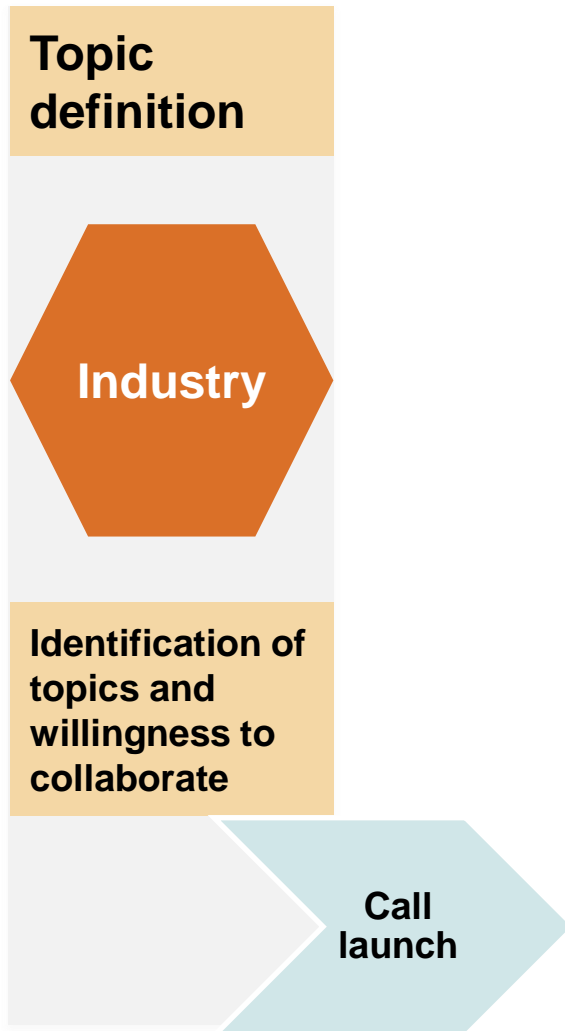 Topic
definition
Industry
Identification of
topics and
willingness to
collaborate
Call
launch